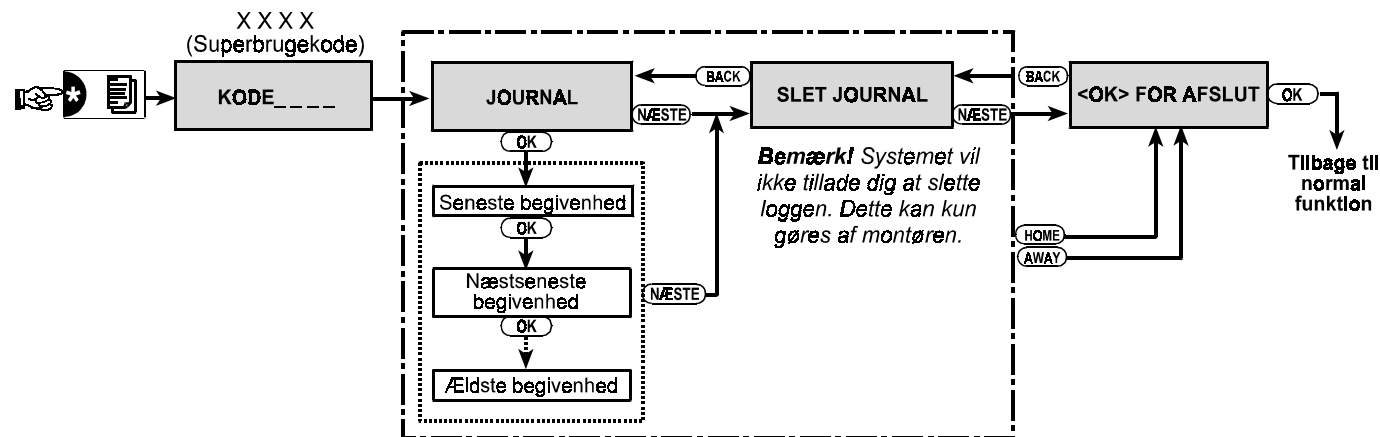 X X X X
(Superbrugekode)
*
KODE_ _ _ _
JOURNAL
BACK
SLET JOURNAL
BACK
<OK> FOR AFSLUT
OK
NÆSTE
NÆSTE
OK
Bemærk! Systemet vil
ikke tillade dig at slette
loggen. Dette kan kun
gøres af montøren.
Tilbage til
normal
funktion
Seneste begivenhed
OK
HOME
AWAY
Næstseneste
begivenhed
NÆSTE
OK
Ældste begivenhed